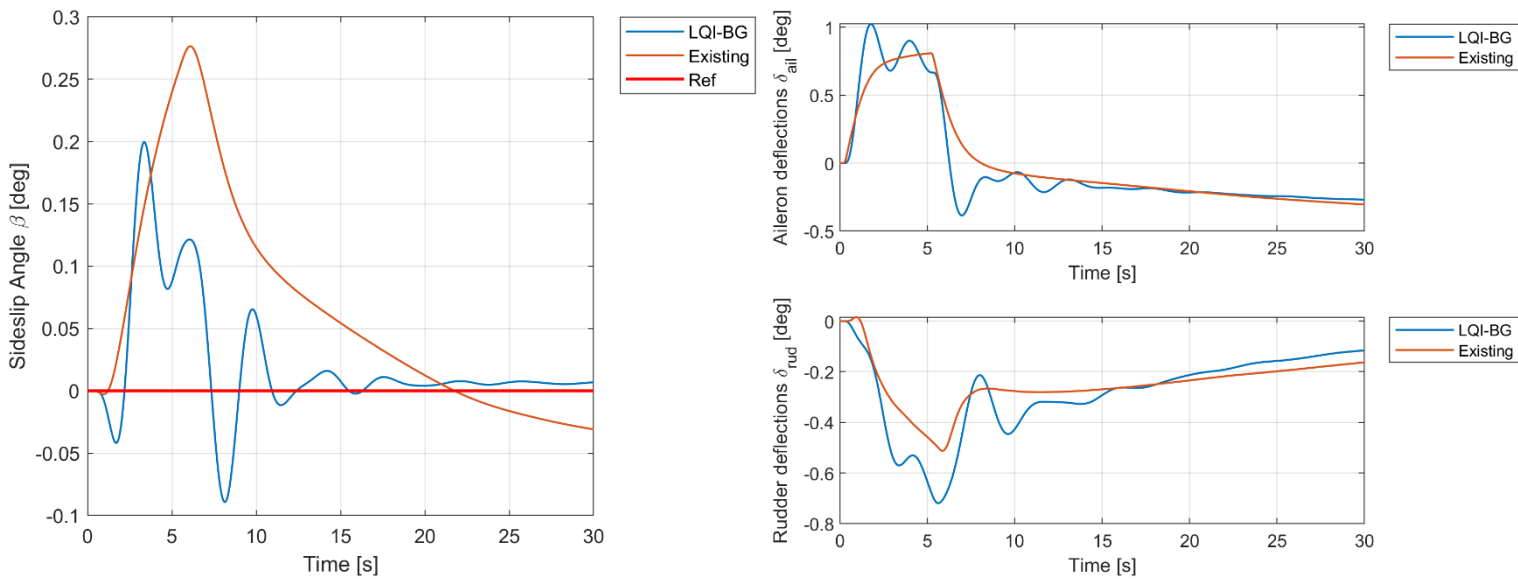 0.3
0.25
0.2
0.15
0.1
0.05
0
-0.05
-0.1
Sideslip Angle β [deg]
0 5 10 15 20 25 30
Time [s]
LQI-BG
Existing
Ref
1
0.5
0
-0.5
Aileron deflections δail [deg]
0 5 10 15 20 25 30
Time [s]
LQI-BG
Existing
0
-0.2
-0.4
-0.6
-0.8
Rudder deflections δrud [deg]
0 5 10 15 20 25 30
Time [s]
LQI-BG
Existing